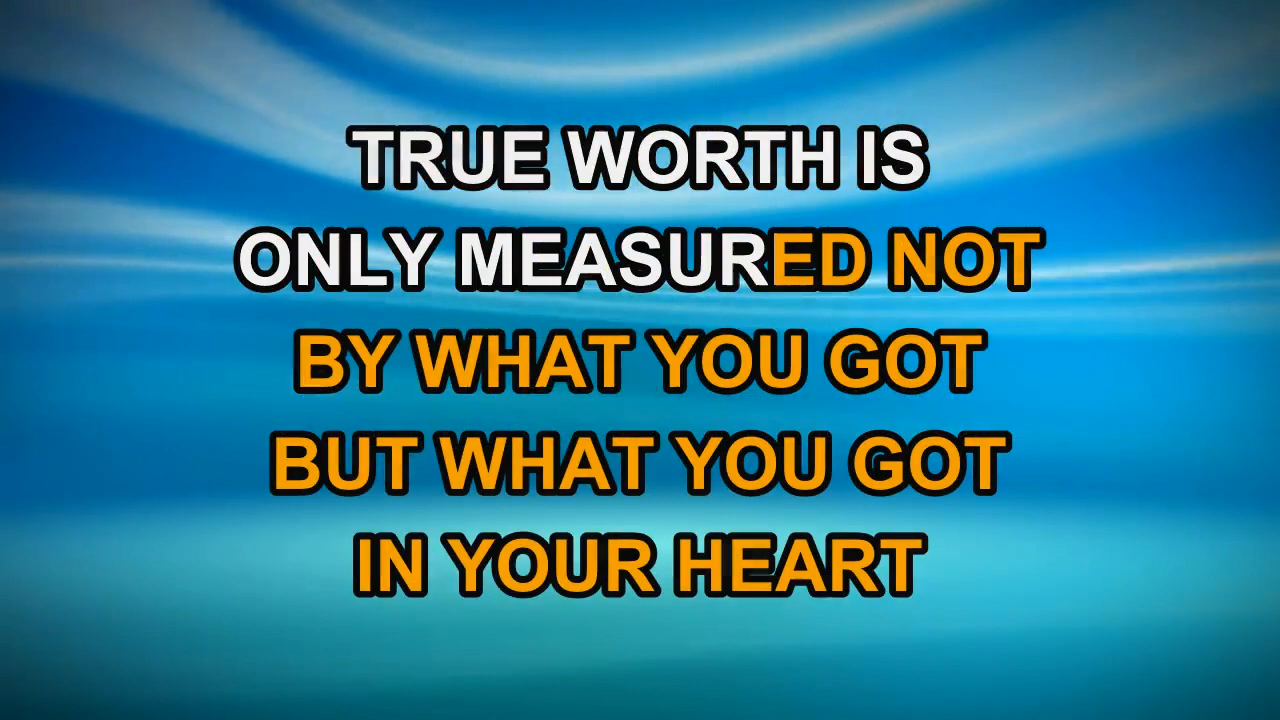 TRUE WORTH IS
ONLY MEASURED NOT
BY WHAT YOU GOT
BUT WHAT YOU GOT
IN YOUR HEART